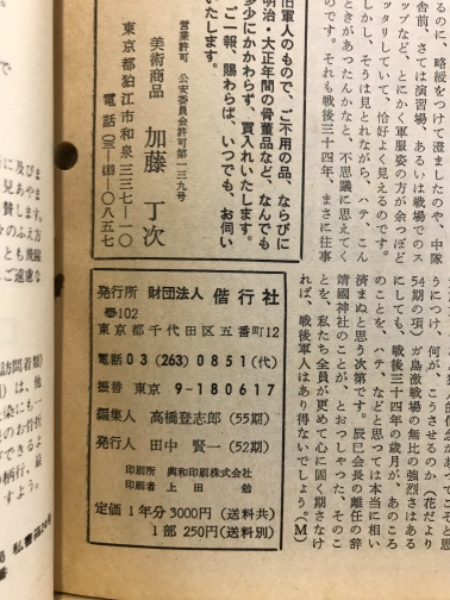 るのに、略綬をつけて澄ましたのや、中隊
舎前、さては演習場、あるいは戦場でのス
ップなど、とにかく軍服姿の方が余っぽど
ッタリしていて、恰好よく見えるのです。
しかし、そうは見とれながら、ハテ、こん
ときがあったんかなと、不思議に思えてく
のです。それも戦後三十四年、まさに往事
旧軍人のもので、ご不用の品、ならびに
明治・大正年間の骨董品など、なんでも
多少にかかわらず、買入れいたします。
ご一報、賜わらば、いつでも、お伺い
いたします。
営業許可 公安委員会許可第一三九号
美術商品 加藤丁次
東京都狛江市和泉三三七ー一〇
うにつけ、何が、こうさせるのか(花だより
54期の項)ガ島激戦場の無比の強烈さはある
にしても、戦後三十四年の歳月が、あのころ
のことを、ハテ、などと思っては本当に相い
済まぬと思う次第です。辰巳会長の離任の辞
靖國神社のことが、とおっしゃった、そのこ
とを、私たち全員が更めて心に固く期さなけ
れば、戦後軍人はあり得ないでしょう。(M)
発行所 財団法人 偕行社
〒102
東京都千代田区五番町12
電話03(263)0851(代)
振替 東京 9-180617
編集人 高橋登志郎(55期)
発行人 田中賢一(52期)
印刷所 興和印刷株式会社
印刷者 上田 勉
定価 1年分 3000円(送料共)
1部 250円(送料別)